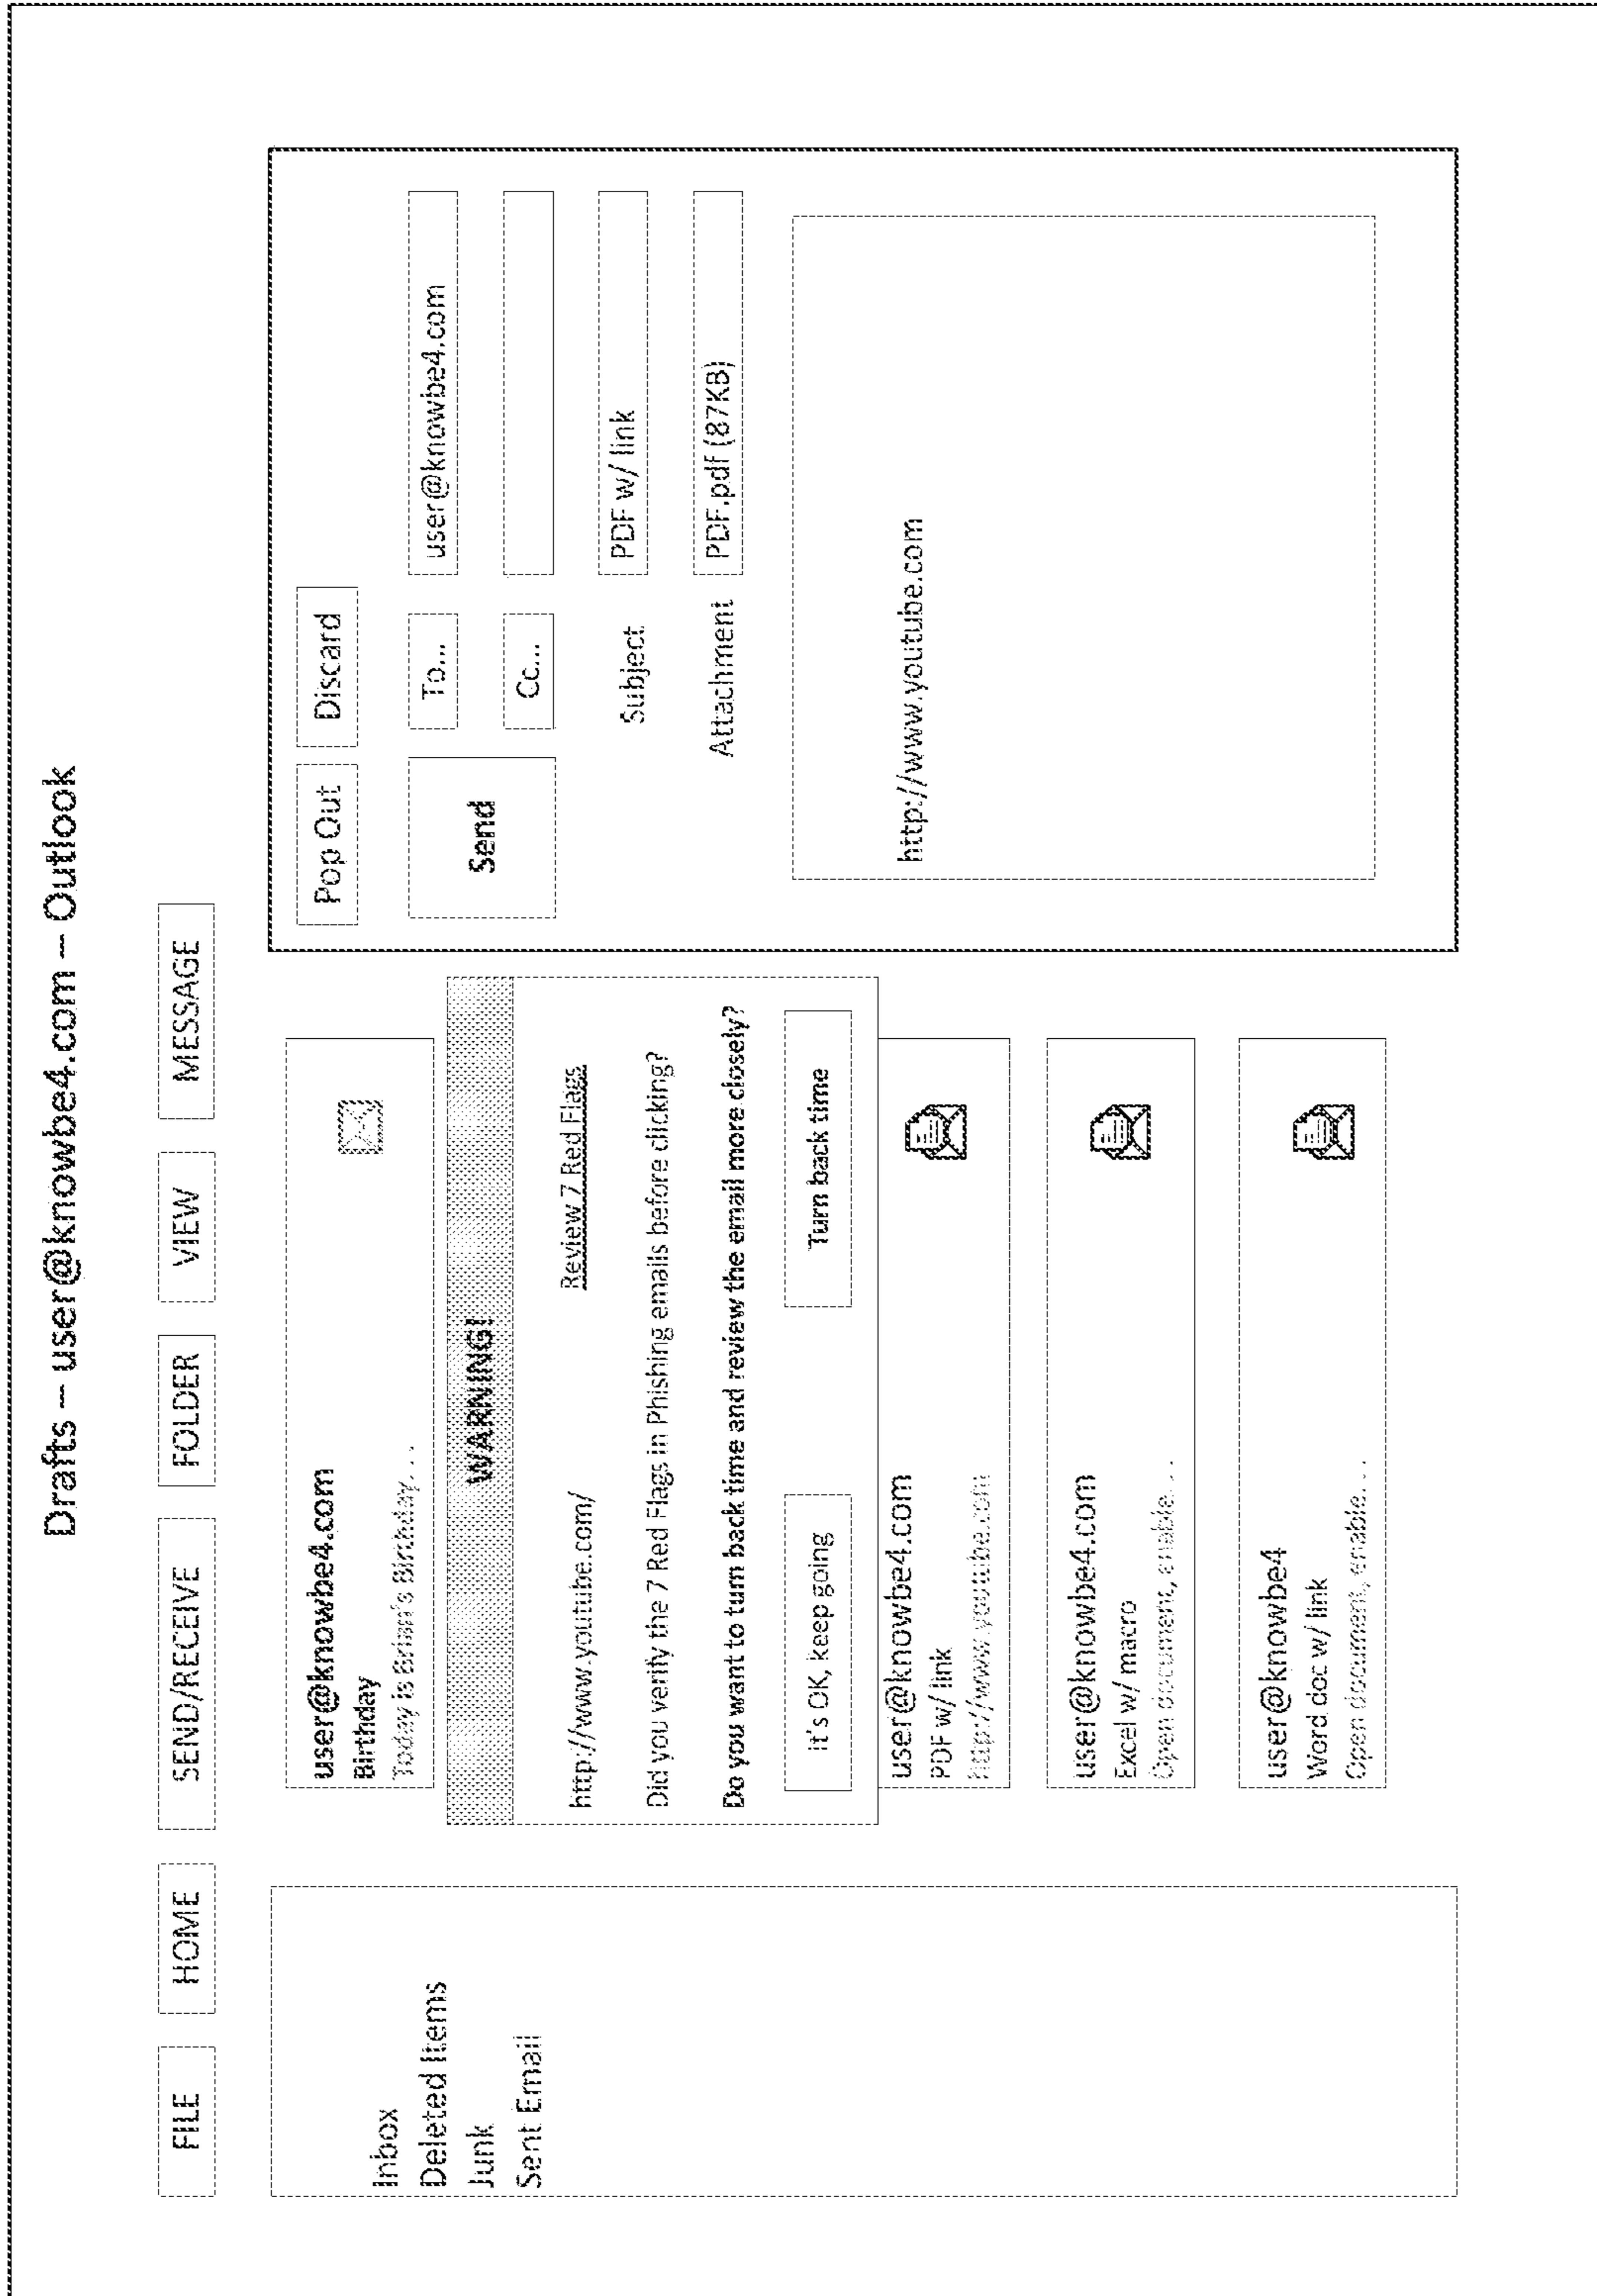 Drafts – user@knowbe4.com – Outlook
FILE HOME SEND/RECEIVE FOLDER VIEW MESSAGE
Inbox
Deleted Items
Junk
Sent Email
user@knowbe4.com
Birthday
Today is Brian's Birthday...
WARNING!
http://www.youtube.com/ Review 7 Red Flags
Did you verify the 7 Red Flags in Phishing emails before clicking?
Do you want to turn back time and review the email more closely?
It's OK, keep going Turn back time
user@knowbe4.com
PDF w/ link
http://www.youtube.com
user@knowbe4.com
Excel w/ macro
Open document, enable...
user@knowbe4
Word doc w/ link
Open document, enable...
Pop Out Discard
Send
To... user@knowbe4.com
Cc...
Subject PDF w/ link
Attachment PDF.pdf (87KB)
http://www.youtube.com